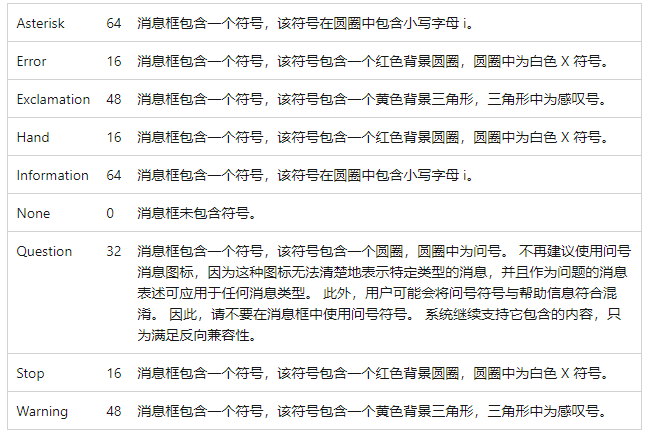 Asterisk 64 消息框包含一个符号，该符号在圆圈中包含小写字母 i。
Error 16 消息框包含一个符号，该符号包含一个红色背景圆圈，圆圈中为白色 X 符号。
Exclamation 48 消息框包含一个符号，该符号包含一个黄色背景三角形，三角形中为感叹号。
Hand 16 消息框包含一个符号，该符号包含一个红色背景圆圈，圆圈中为白色 X 符号。
Information 64 消息框包含一个符号，该符号在圆圈中包含小写字母 i。
None 0 消息框未包含符号。
Question 32 消息框包含一个符号，该符号包含一个圆圈，圆圈中为问号。 不再建议使用问号
消息图标，因为这种图标无法清楚地表示特定类型的消息，并且作为问题的消息
表述可应用于任何消息类型。 此外，用户可能会将问号符号与帮助信息符合混
淆。 因此，请不要在消息框中使用问号符号。 系统继续支持它包含的内容，只
为满足反向兼容性。
Stop 16 消息框包含一个符号，该符号包含一个红色背景圆圈，圆圈中为白色 X 符号。
Warning 48 消息框包含一个符号，该符号包含一个黄色背景三角形，三角形中为感叹号。